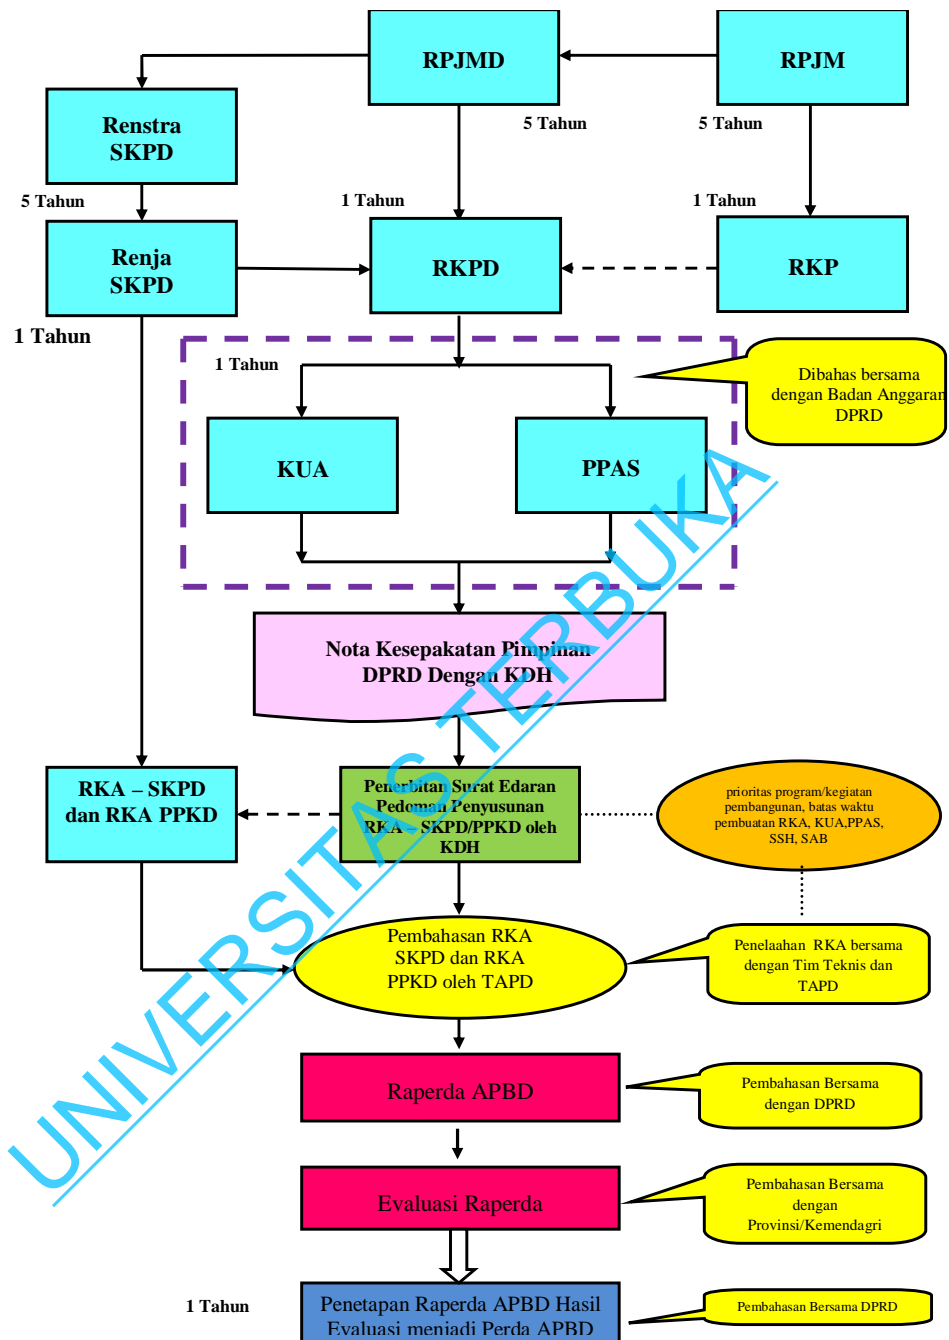 RPJMD
RPJM
Renstra
SKPD
5 Tahun
5 Tahun
5 Tahun
1 Tahun
1 Tahun
Renja
SKPD
RKPD
RKP
1 Tahun
1 Tahun
Dibahas bersama
dengan Badan Anggaran
DPRD
KUA
PPAS
Nota Kesepakatan Pimpinan
DPRD Dengan KDH
RKA – SKPD
dan RKA PPKD
Penerbitan Surat Edaran
Pedoman Penyusunan
RKA – SKPD/PPKD oleh
KDH
prioritas program/kegiatan
pembangunan, batas waktu
pembuatan RKA, KUA,PPAS,
SSH, SAB
Pembahasan RKA
SKPD dan RKA
PPKD oleh TAPD
Penelaahan RKA bersama
dengan Tim Teknis dan
TAPD
Raperda APBD
Pembahasan Bersama
dengan DPRD
Evaluasi Raperda
Pembahasan Bersama
dengan
Provinsi/Kemendagri
1 Tahun
Penetapan Raperda APBD Hasil
Evaluasi menjadi Perda APBD
Pembahasan Bersama DPRD
UNIVERSITAS TERBUKA